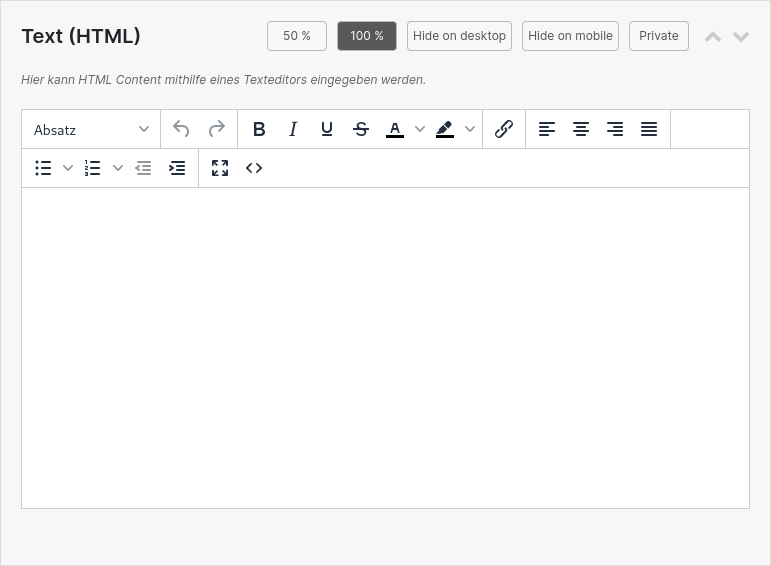 Text (HTML) 50 % 100 % Hide on desktop Hide on mobile Private
Hier kann HTML Content mithilfe eines Texteditors eingegeben werden.
Absatz B I U S A